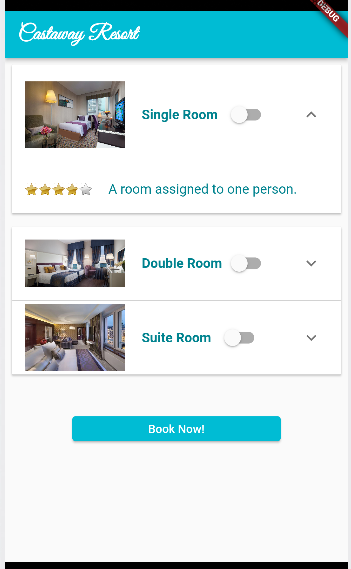 DEBUG
Castaway Resort
Single Room
A room assigned to one person.
Double Room
Suite Room
Book Now!